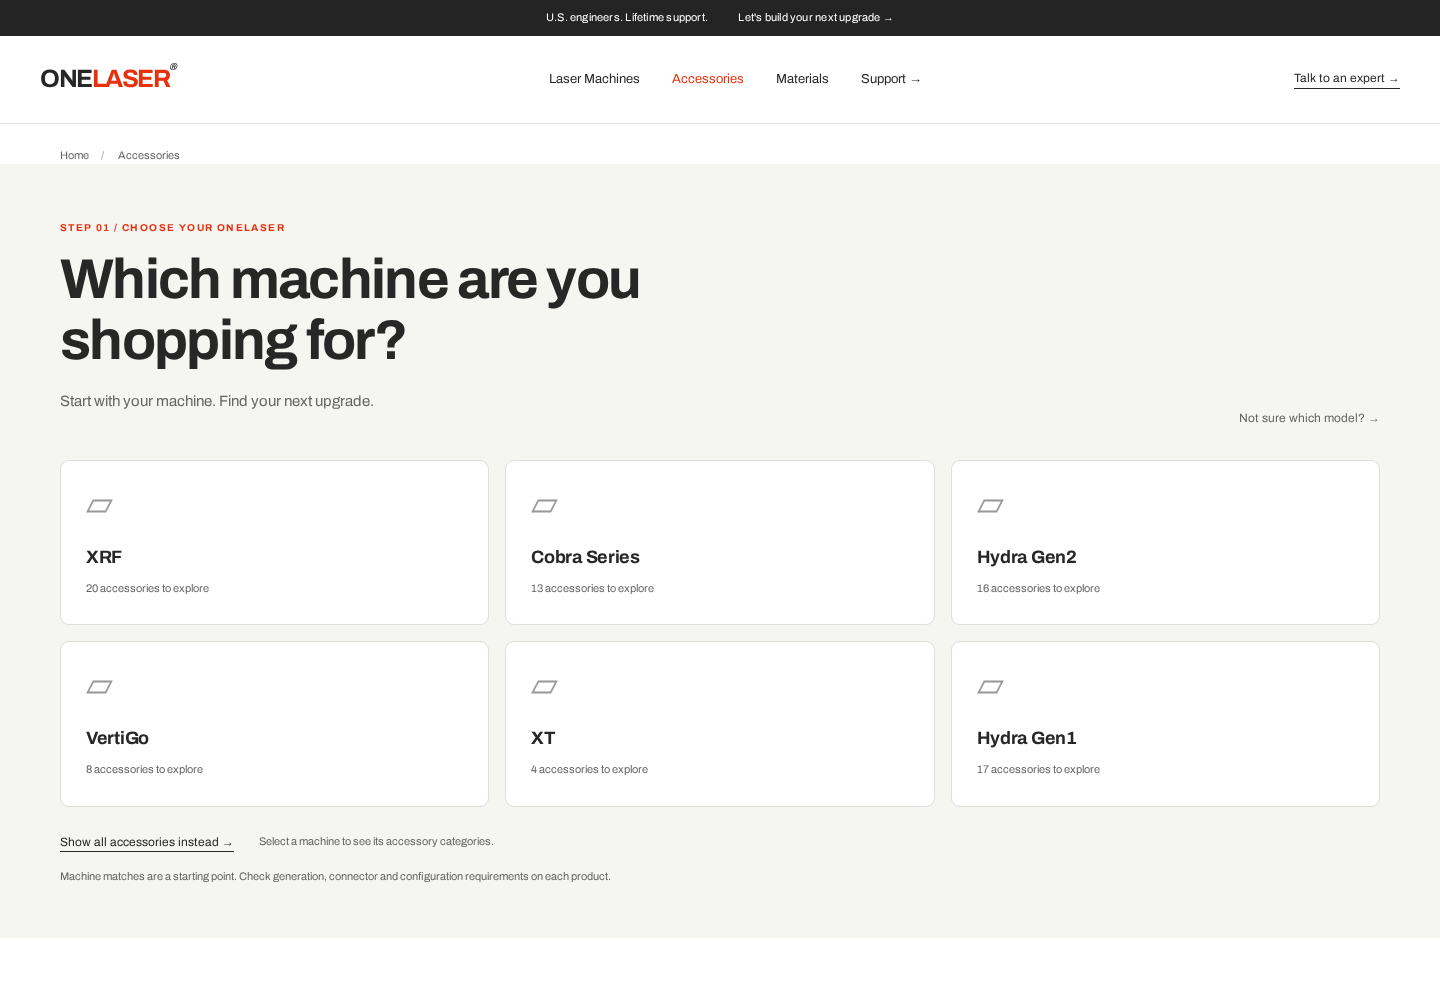 U.S. engineers. Lifetime support. Let's build your next upgrade →
ONELASER®
Laser Machines Accessories Materials Support →
Talk to an expert →
Home / Accessories
STEP 01 / CHOOSE YOUR ONELASER
Which machine are you
shopping for?
Start with your machine. Find your next upgrade.
Not sure which model? →
XRF
20 accessories to explore
Cobra Series
13 accessories to explore
Hydra Gen2
16 accessories to explore
VertiGo
8 accessories to explore
XT
4 accessories to explore
Hydra Gen1
17 accessories to explore
Show all accessories instead → Select a machine to see its accessory categories.
Machine matches are a starting point. Check generation, connector and configuration requirements on each product.